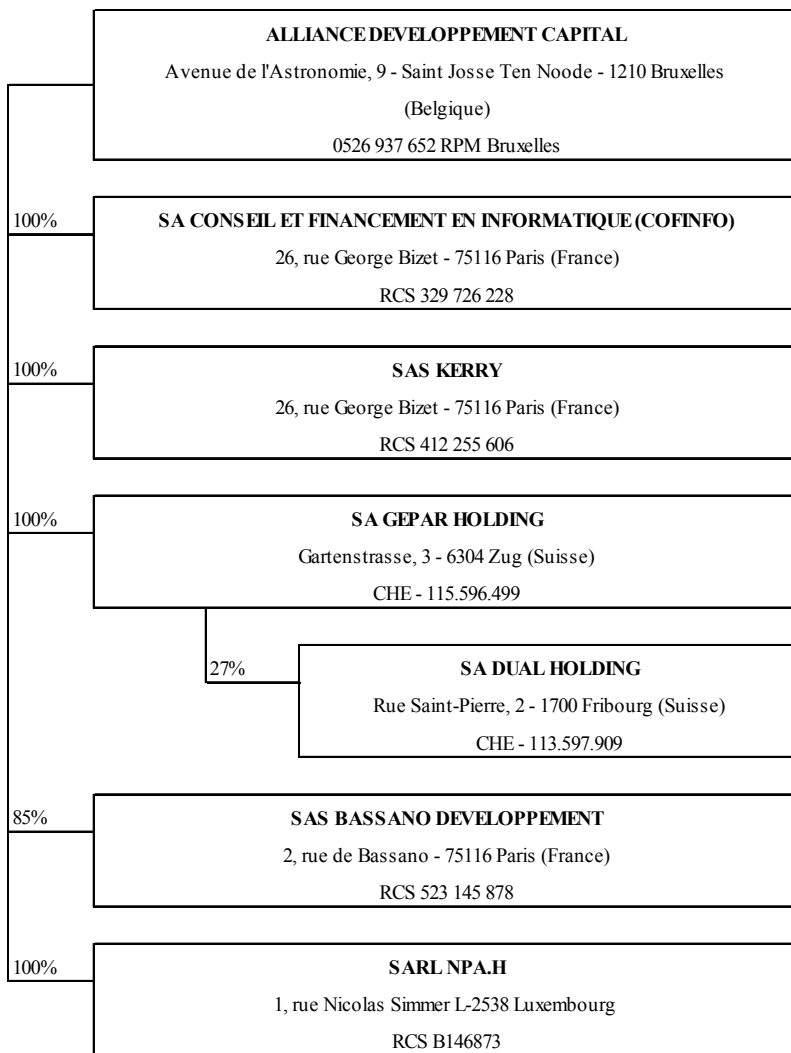 ALLIANCE DEVELOPPEMENT CAPITAL
Avenue de l'Astronomie, 9 - Saint Josse Ten Noode - 1210 Bruxelles
(Belgique)
0526 937 652 RPM Bruxelles
100%
SA CONSEIL ET FINANCEMENT EN INFORMATIQUE (COFINFO)
26, rue George Bizet - 75116 Paris (France)
RCS 329 726 228
100%
SAS KERRY
26, rue George Bizet - 75116 Paris (France)
RCS 412 255 606
100%
SA GEPAR HOLDING
Gartenstrasse, 3 - 6304 Zug (Suisse)
CHE - 115.596.499
27%
SA DUAL HOLDING
Rue Saint-Pierre, 2 - 1700 Fribourg (Suisse)
CHE - 113.597.909
85%
SAS BASSANO DEVELOPPEMENT
2, rue de Bassano - 75116 Paris (France)
RCS 523 145 878
100%
SARL NPA.H
1, rue Nicolas Simmer L-2538 Luxembourg
RCS B146873